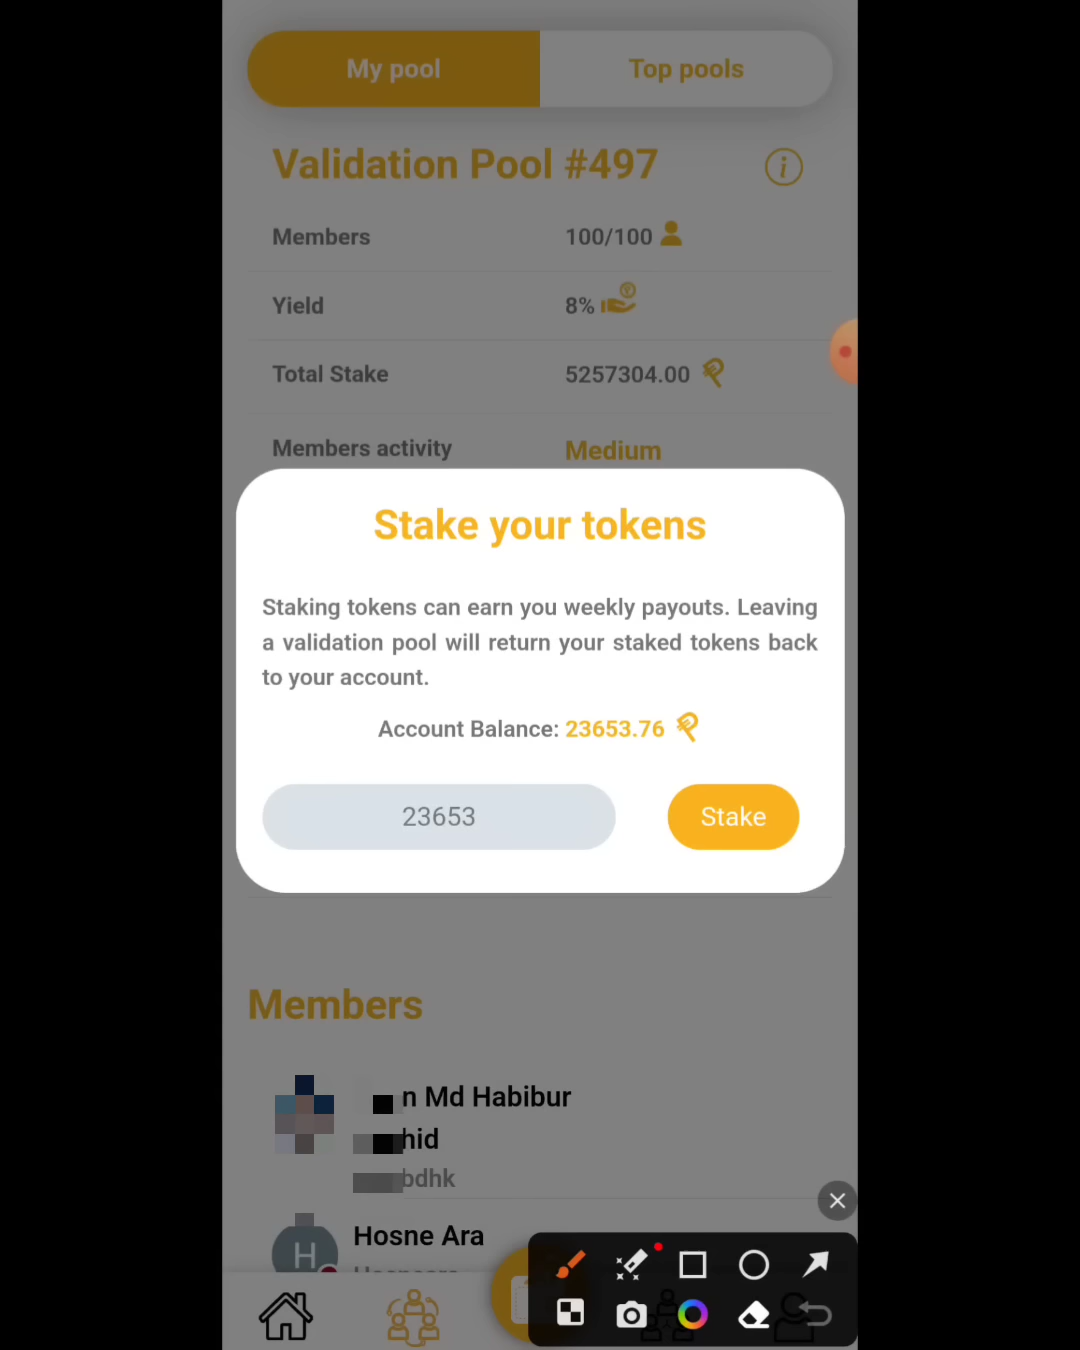 My pool
Top pools
Validation Pool #497
i
Members 100/100
Yield 8%
Total Stake 5257304.00
Members activity Medium
Stake your tokens
Staking tokens can earn you weekly payouts. Leaving
a validation pool will return your staked tokens back
to your account.
Account Balance: 23653.76
23653
Stake
Members
n Md Habibur
hid
bdhk
H
Hosne Ara